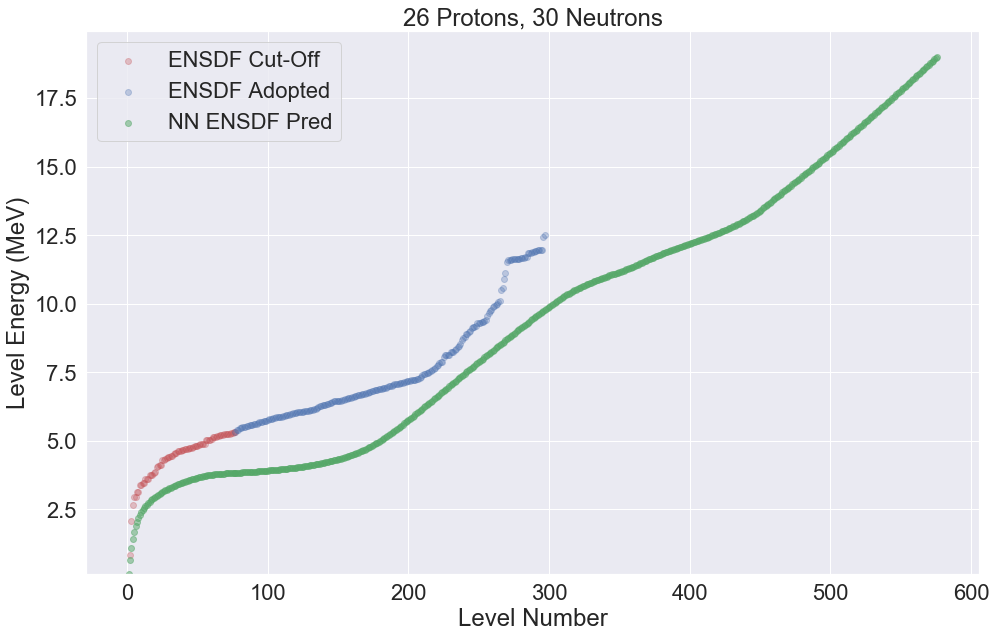 26 Protons, 30 Neutrons
ENSDF Cut-Off
ENSDF Adopted
NN ENSDF Pred
Level Energy (MeV)
17.5
15.0
12.5
10.0
7.5
5.0
2.5
0 100 200 300 400 500 600
Level Number